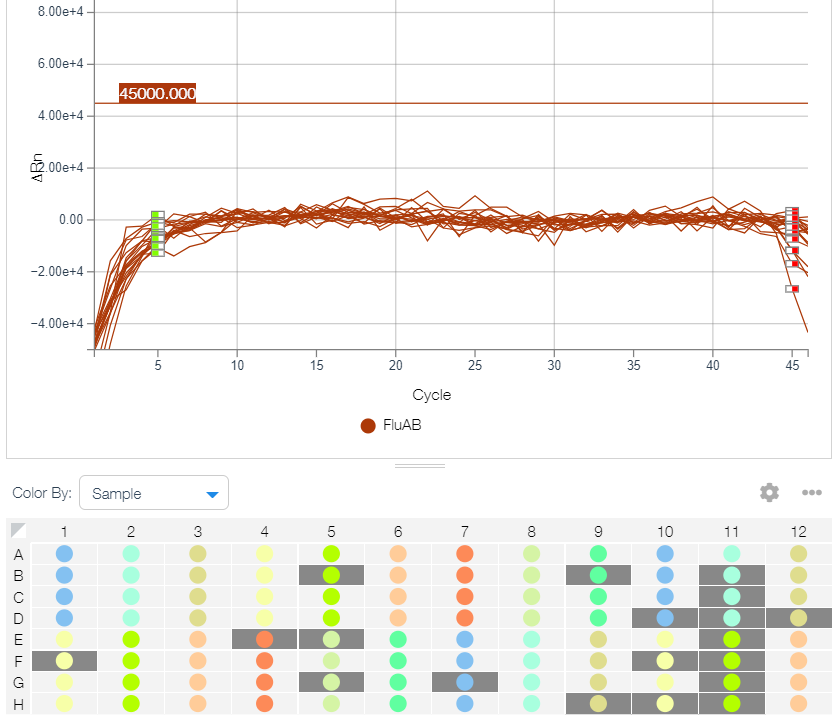 8.00e+4
6.00e+4
45000.000
4.00e+4
2.00e+4
ΔRn
0.00
−2.00e+4
−4.00e+4
5 10 15 20 25 30 35 40 45
Cycle
FluAB
Color By: Sample
1 2 3 4 5 6 7 8 9 10 11 12
A
B
C
D
E
F
G
H